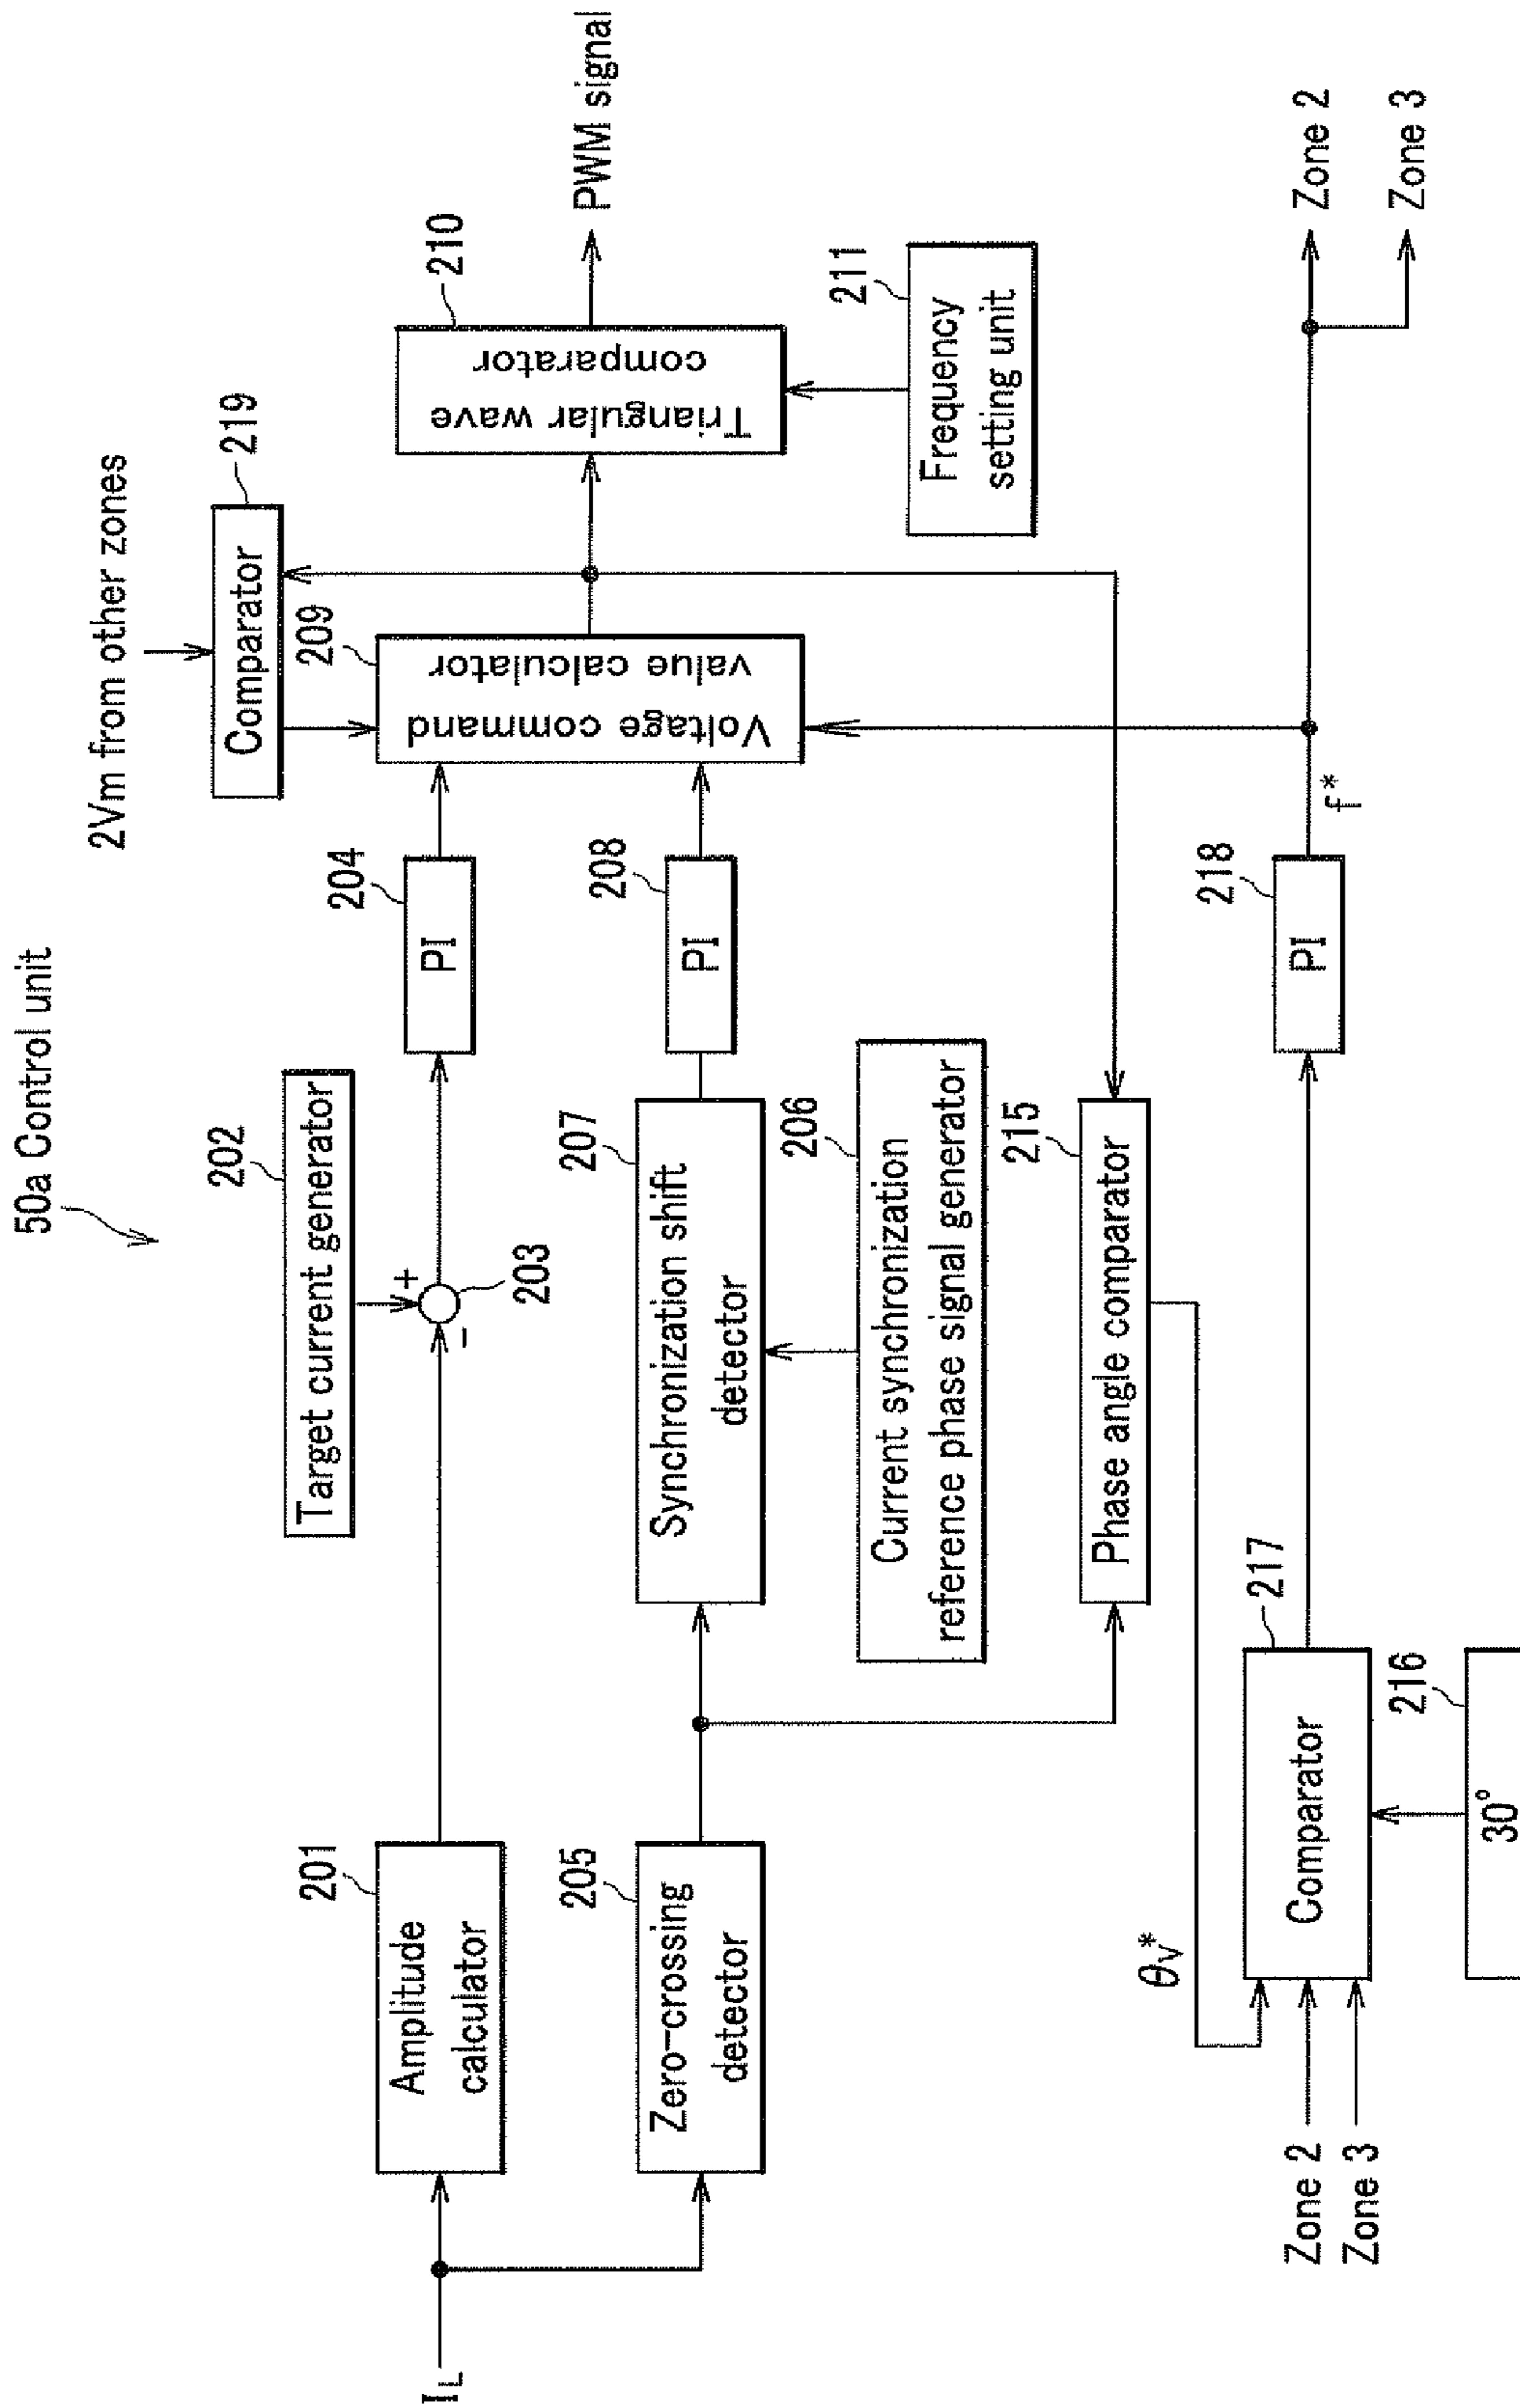 50a Control unit
2Vm from other zones
202
Target current generator
219
Comparator
201
Amplitude
calculator
+
-
203
204
PI
209
Voltage command
value calculator
210
Triangular wave
comparator
PWM signal
I_L
205
Zero-crossing
detector
207
Synchronization shift
detector
208
PI
206
Current synchronization
reference phase signal generator
211
Frequency
setting unit
215
Phase angle comparator
θv*
217
Comparator
Zone 2
Zone 3
218
PI
f*
Zone 2
Zone 3
216
30°